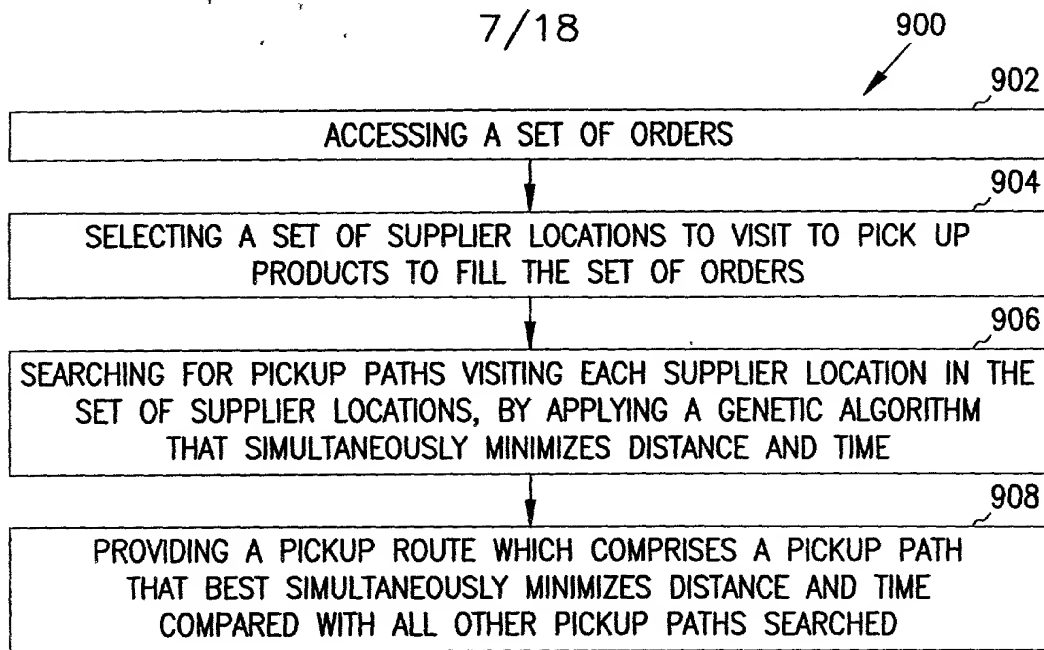 7/18
900
902
ACCESSING A SET OF ORDERS
904
SELECTING A SET OF SUPPLIER LOCATIONS TO VISIT TO PICK UP
PRODUCTS TO FILL THE SET OF ORDERS
906
SEARCHING FOR PICKUP PATHS VISITING EACH SUPPLIER LOCATION IN THE
SET OF SUPPLIER LOCATIONS, BY APPLYING A GENETIC ALGORITHM
THAT SIMULTANEOUSLY MINIMIZES DISTANCE AND TIME
908
PROVIDING A PICKUP ROUTE WHICH COMPRISES A PICKUP PATH
THAT BEST SIMULTANEOUSLY MINIMIZES DISTANCE AND TIME
COMPARED WITH ALL OTHER PICKUP PATHS SEARCHED